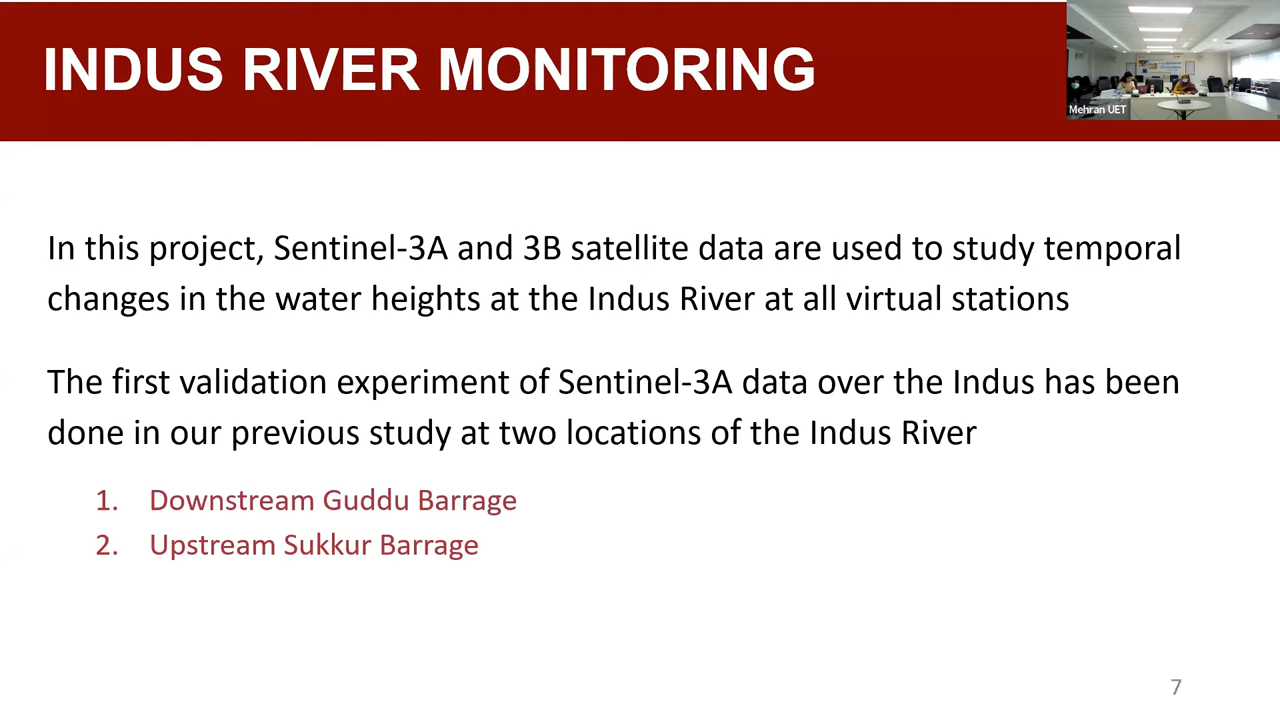 INDUS RIVER MONITORING
Mehran UET
In this project, Sentinel-3A and 3B satellite data are used to study temporal
changes in the water heights at the Indus River at all virtual stations
The first validation experiment of Sentinel-3A data over the Indus has been
done in our previous study at two locations of the Indus River
1. Downstream Guddu Barrage
2. Upstream Sukkur Barrage
7